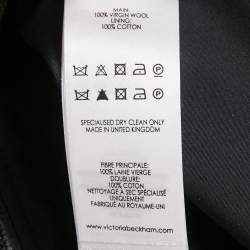 MAIN:
100% VIRGIN WOOL
LINING:
100% COTTON
SPECIALISED DRY CLEAN ONLY
MADE IN UNITED KINGDOM
FIBRE PRINCIPALE:
100% LAINE VIERGE
DOUBLURE:
100% COTON
NETTOYAGE A SEC SPECIALISE
UNIQUEMENT
FABRIQUÉ AU ROYAUME-UNI
www.victoriabeckham.com